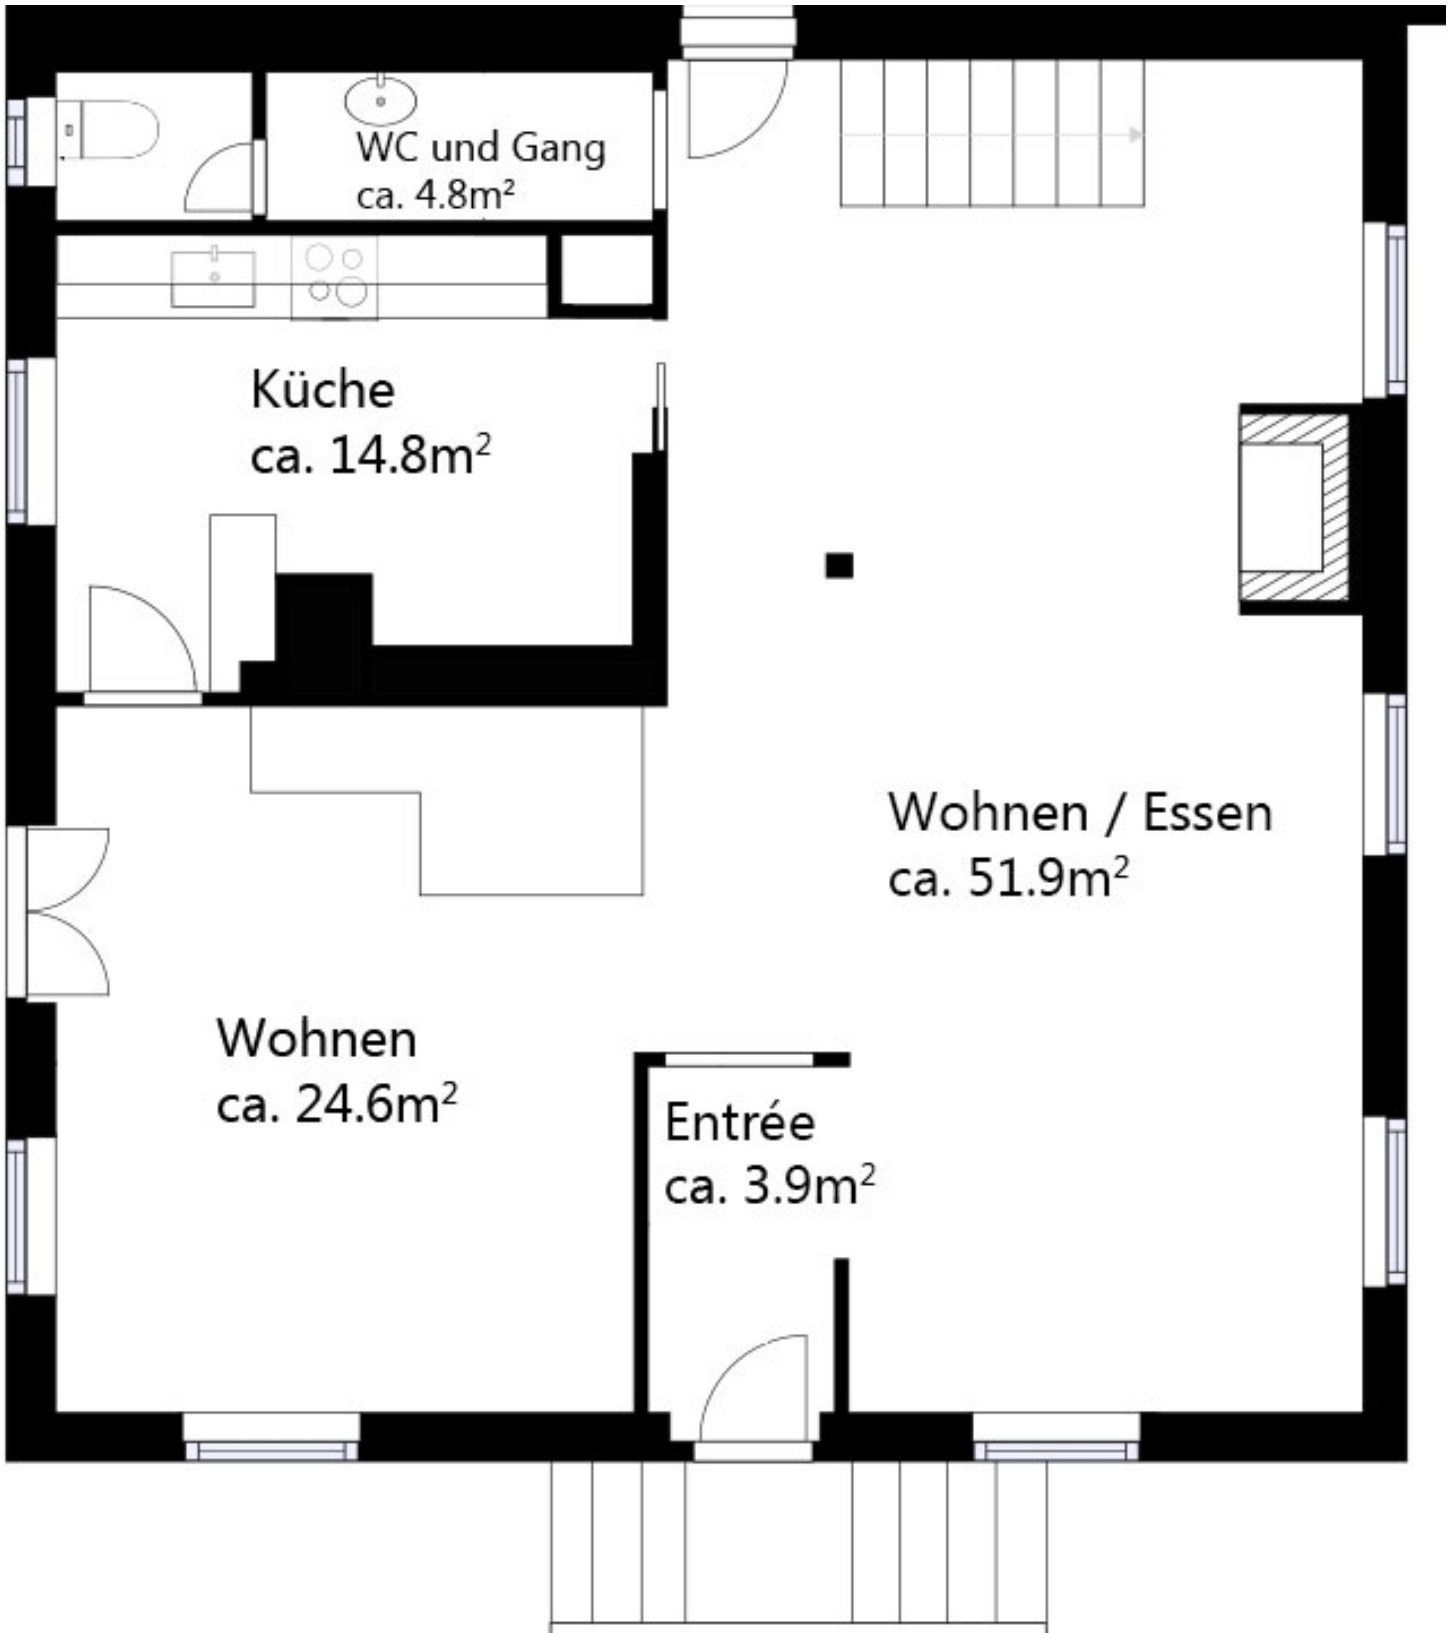 WC und Gang
ca. 4.8m²
Küche
ca. 14.8m²
Wohnen / Essen
ca. 51.9m²
Wohnen
ca. 24.6m²
Entrée
ca. 3.9m²